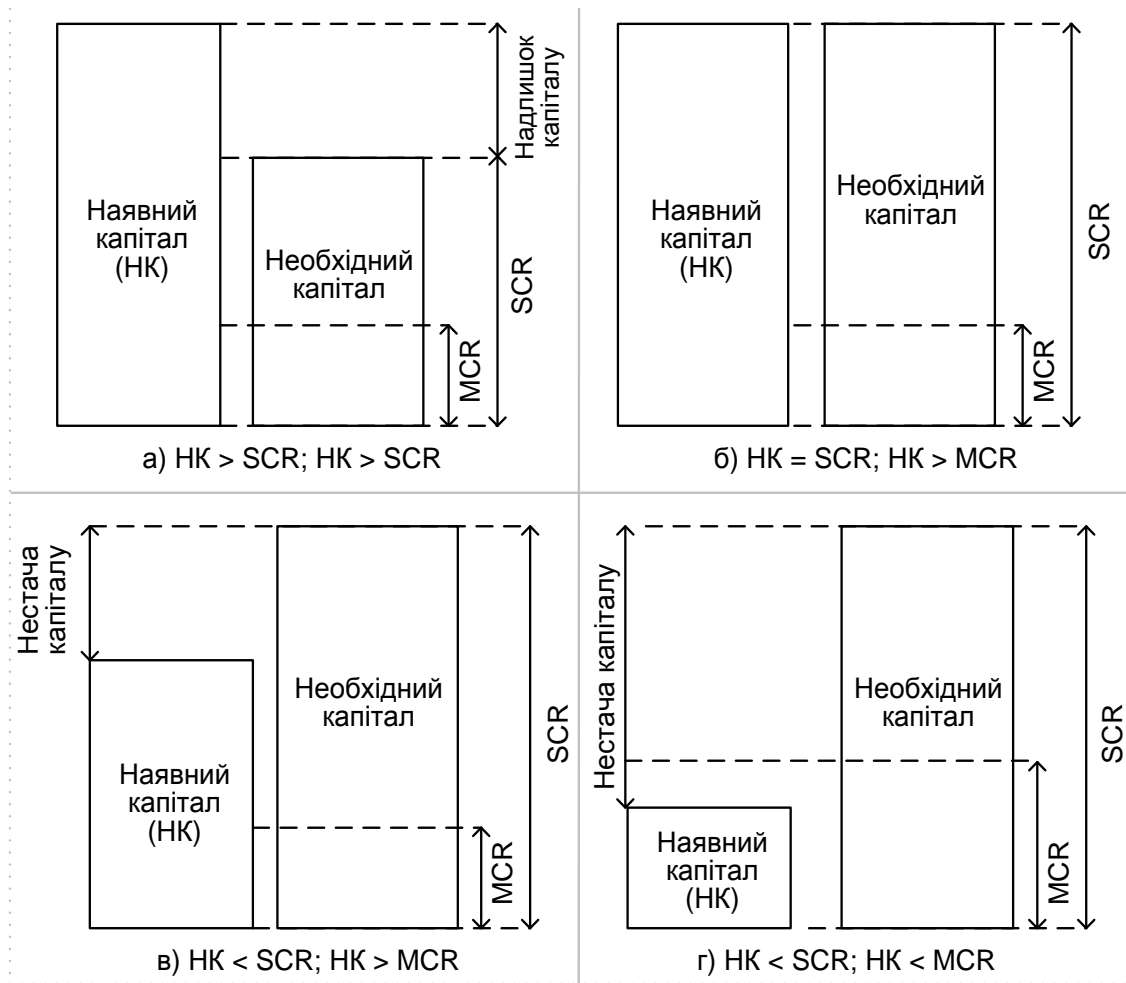 Наявний
капітал
(НК)
Необхідний
капітал
Надлишок
капіталу
SCR
MCR
а) НК > SCR; НК > SCR
Наявний
капітал
(НК)
Необхідний
капітал
SCR
MCR
б) НК = SCR; НК > MCR
Нестача
капіталу
Наявний
капітал
(НК)
Необхідний
капітал
SCR
MCR
в) НК < SCR; НК > MCR
Нестача капіталу
Наявний
капітал
(НК)
Необхідний
капітал
SCR
MCR
г) НК < SCR; НК < MCR